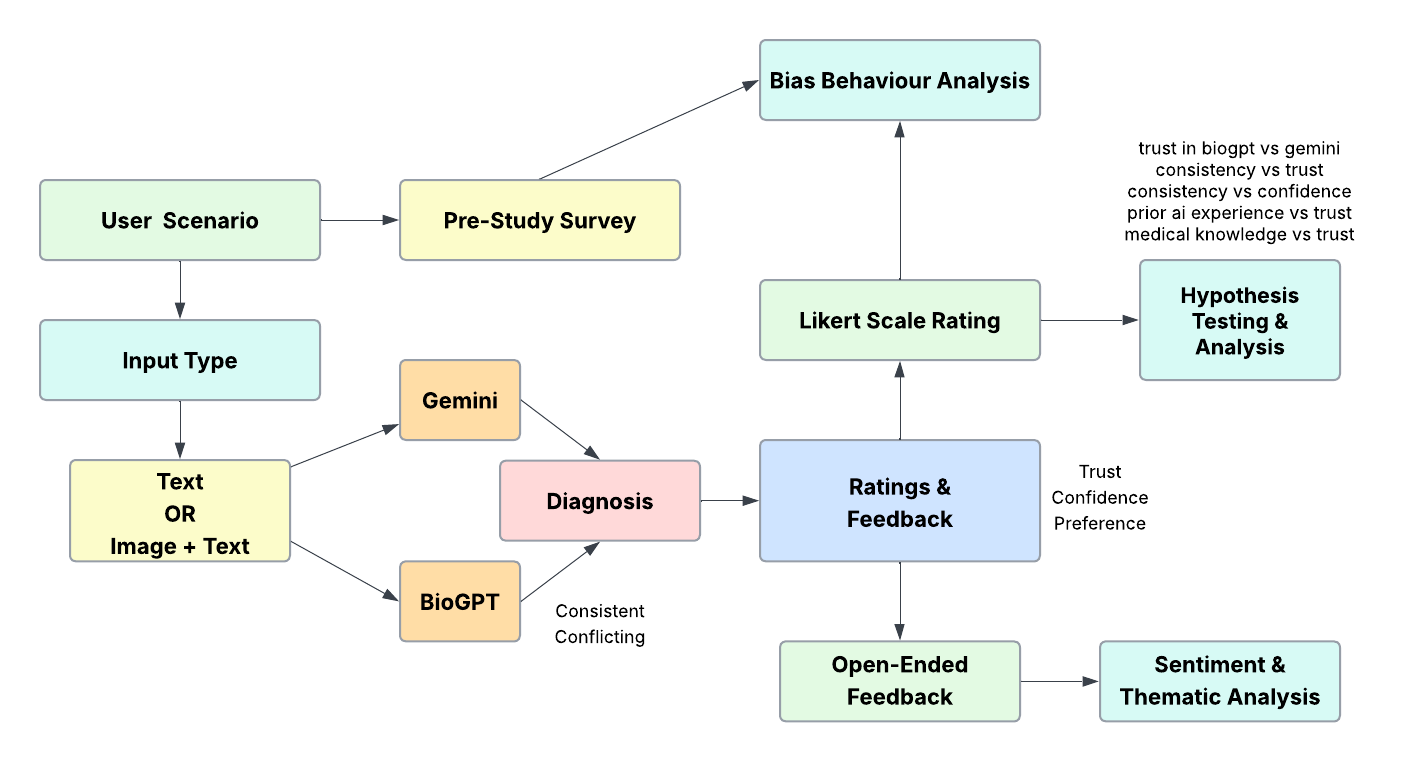 Bias Behaviour Analysis
trust in biogpt vs gemini
consistency vs trust
consistency vs confidence
prior ai experience vs trust
medical knowledge vs trust
User Scenario
Pre-Study Survey
Hypothesis
Testing &
Analysis
Likert Scale Rating
Input Type
Gemini
Text
OR
Image + Text
Diagnosis
Ratings &
Feedback
Trust
Confidence
Preference
BioGPT
Consistent
Conflicting
Open-Ended
Feedback
Sentiment &
Thematic Analysis